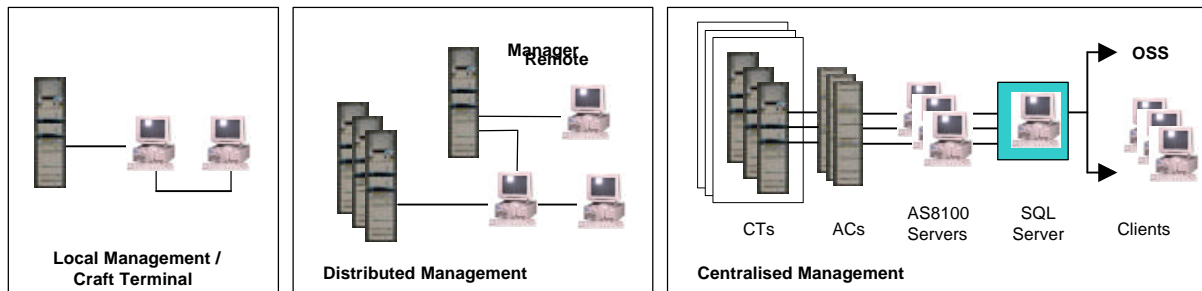 Local Management /
Craft Terminal
Manager
Remote
Distributed Management
OSS
CTs
ACs
AS8100
Servers
SQL
Server
Clients
Centralised Management